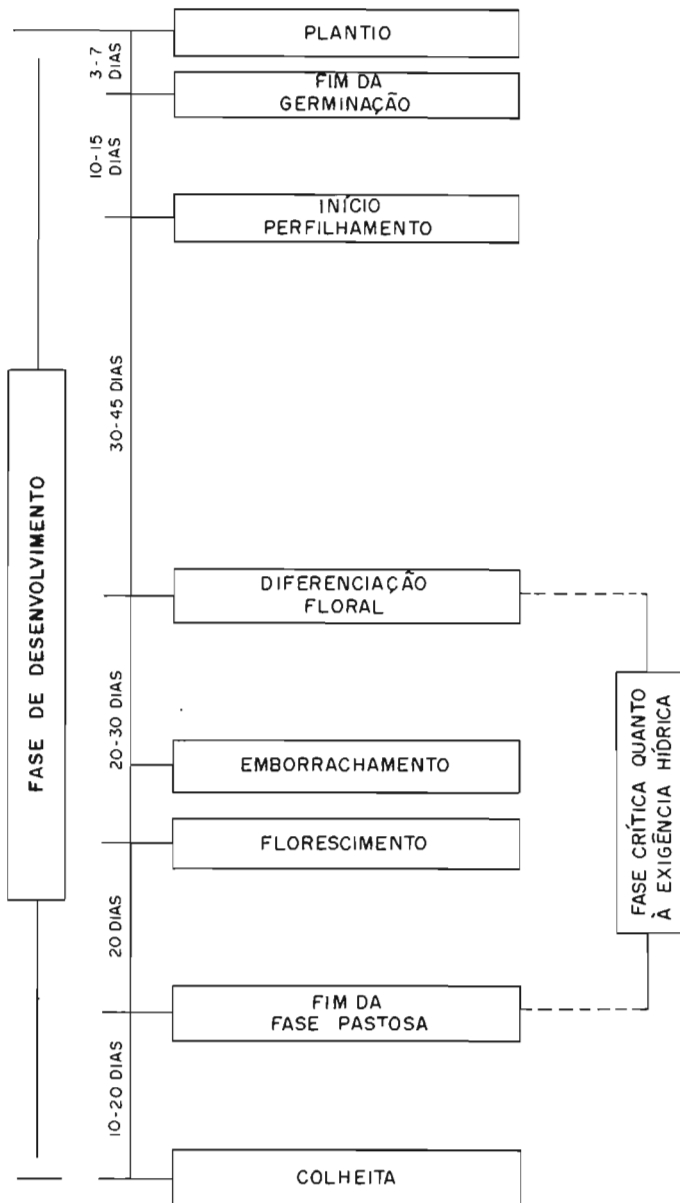 PLANTIO
3-7
DIAS
FIM DA
GERMINAÇÃO
10-15
DIAS
INÍCIO
PERFILHAMENTO
30-45 DIAS
FASE DE DESENVOLVIMENTO
DIFERENCIAÇÃO
FLORAL
20-30 DIAS
EMBORRACHAMENTO
FLORESCIMENTO
FASE CRÍTICA QUANTO
À EXIGÊNCIA HÍDRICA
20 DIAS
FIM DA
FASE PASTOSA
10-20 DIAS
COLHEITA